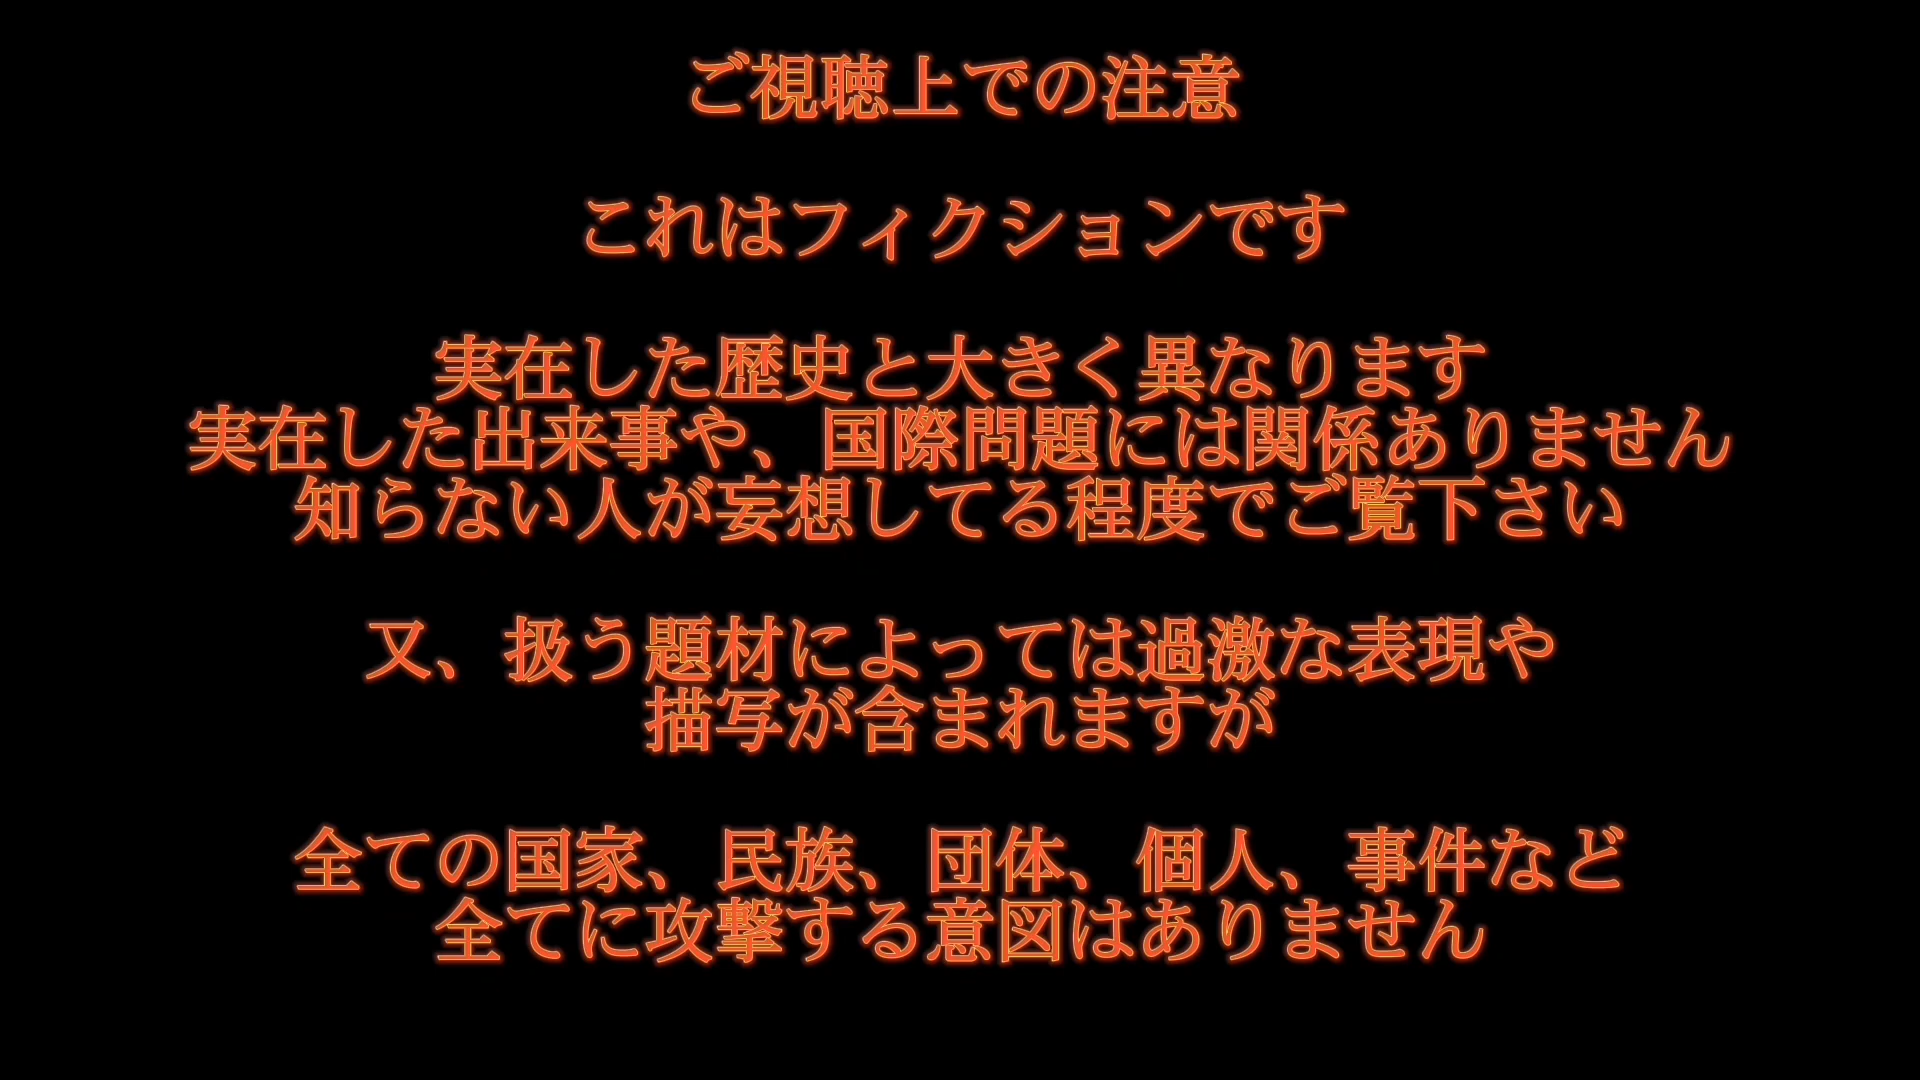 ご視聴上での注意
これはフィクションです
実在した歴史と大きく異なります
実在した出来事や、国際問題には関係ありません
知らない人が妄想してる程度でご覧下さい
又、扱う題材によっては過激な表現や
描写が含まれますが
全ての国家、民族、団体、個人、事件など
全てに攻撃する意図はありません